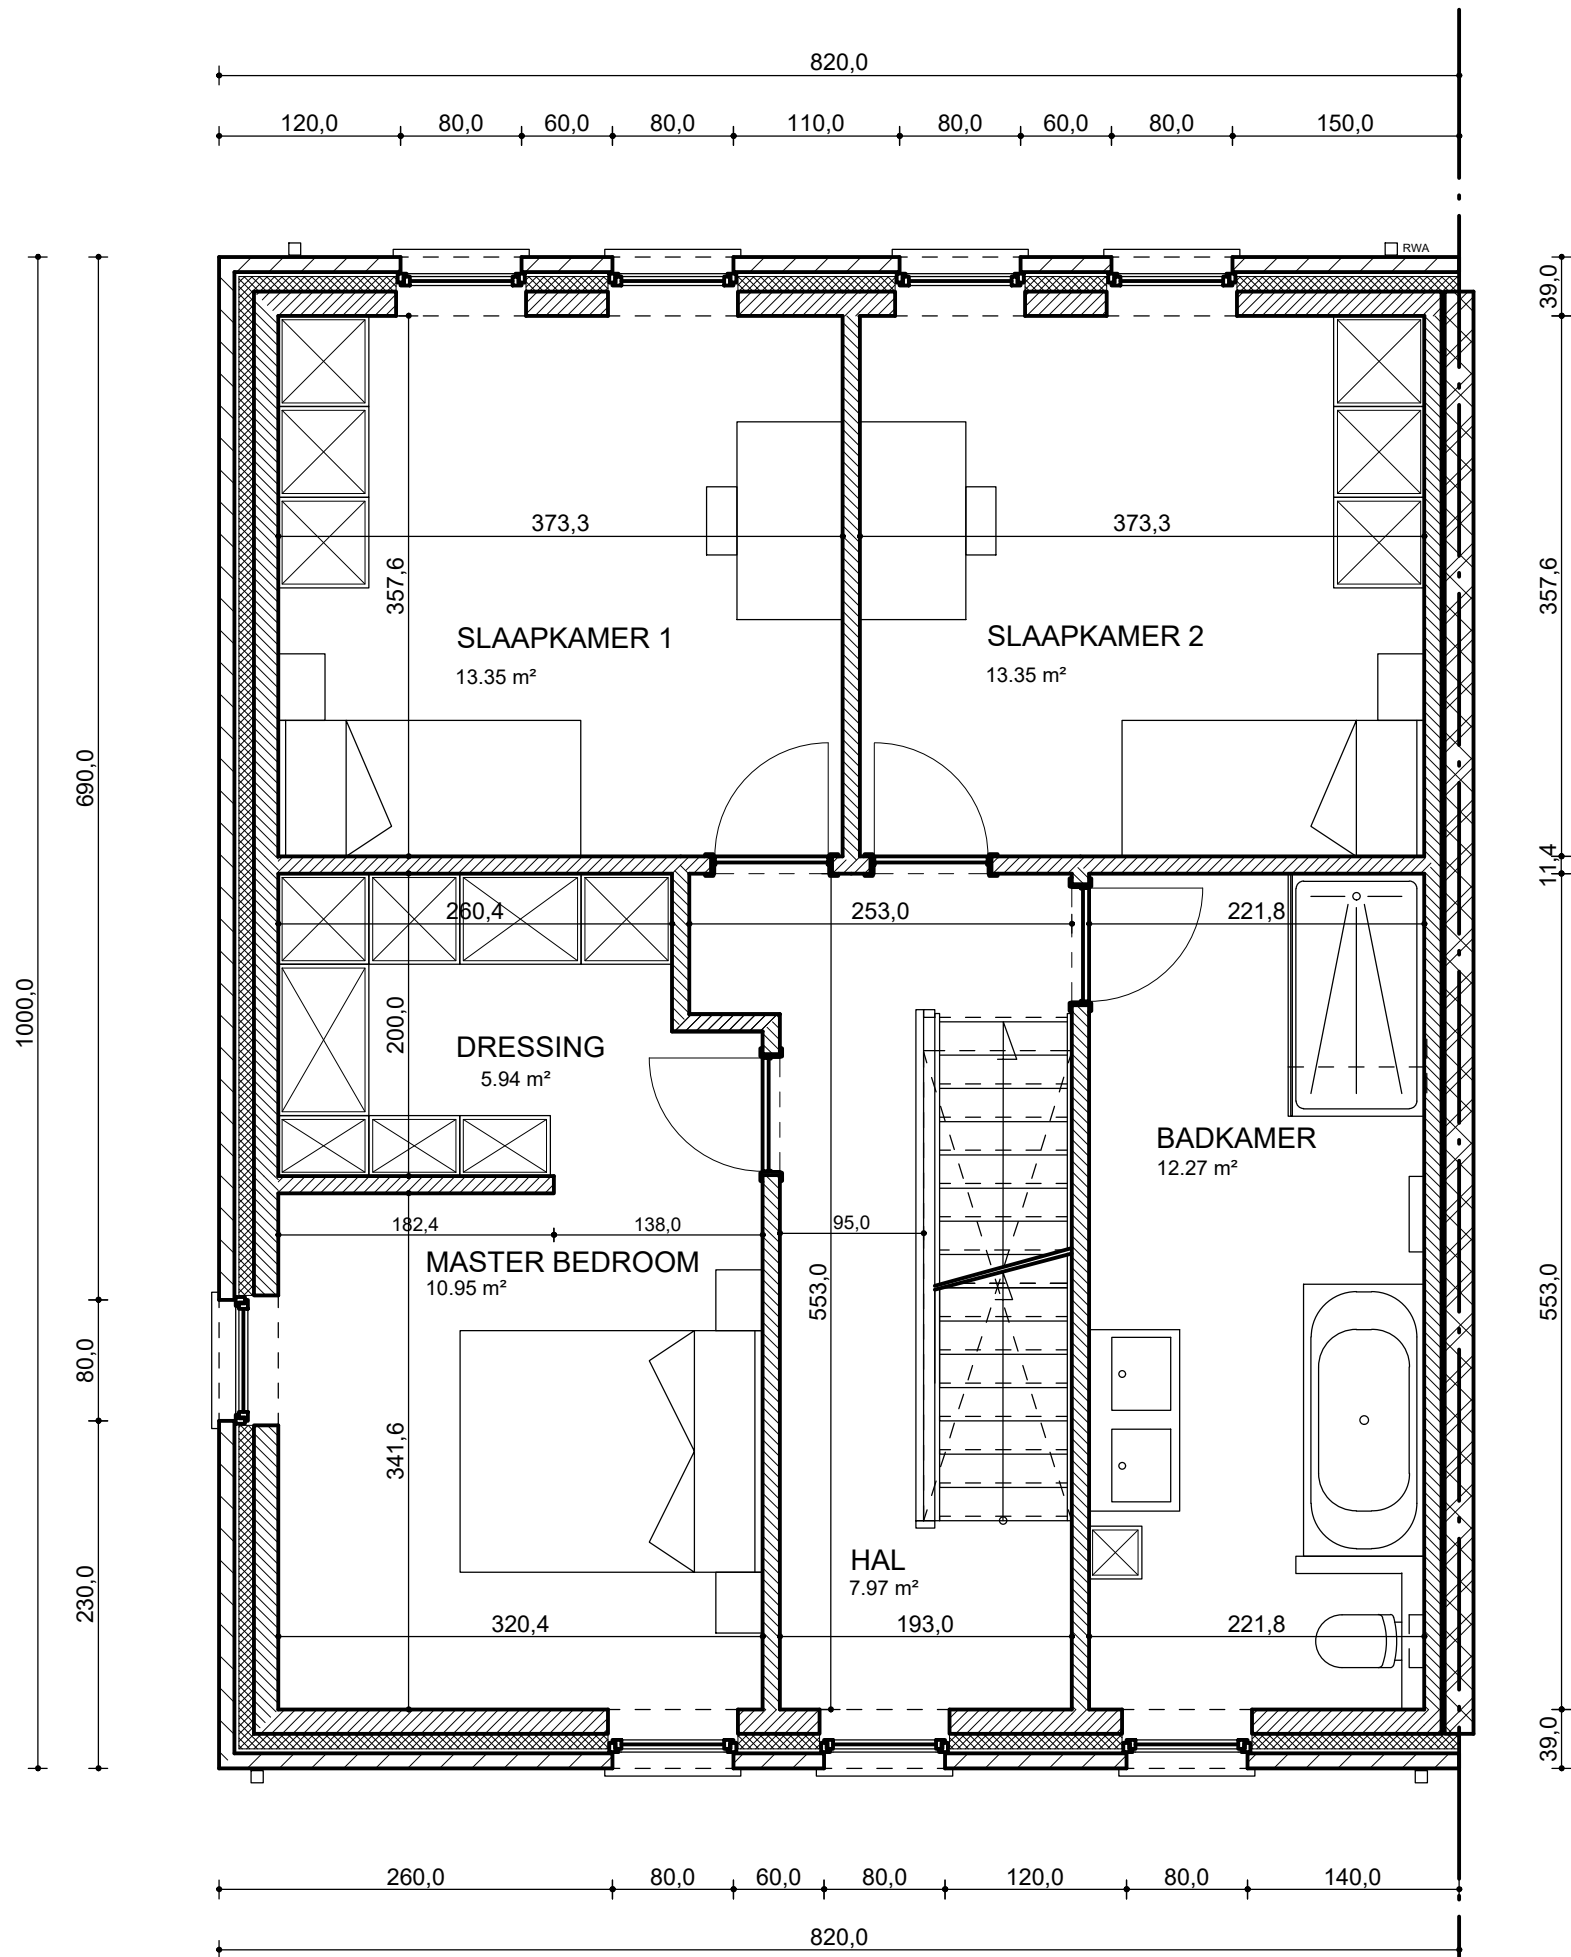 820,0
120,0 80,0 60,0 80,0 110,0 80,0 60,0 80,0 150,0
RWA
39,0
373,3 373,3
357,6 357,6
SLAAPKAMER 1 SLAAPKAMER 2
13.35 m² 13.35 m²
690,0
11,4
260,4 253,0 221,8
1000,0
200,0
DRESSING
5.94 m²
BADKAMER
12.27 m²
182,4 138,0 95,0
MASTER BEDROOM
10.95 m²
553,0 553,0
80,0
341,6
HAL
7.97 m²
230,0
320,4 193,0 221,8
39,0
260,0 80,0 60,0 80,0 120,0 80,0 140,0
820,0